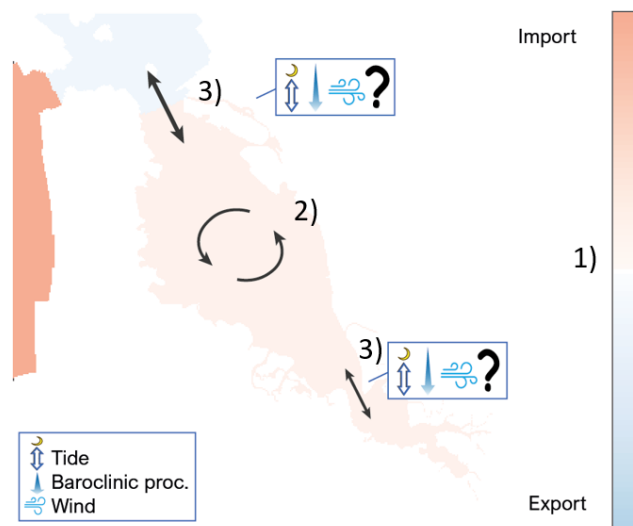 Import
3)
?
2)
1)
3)
?
Tide
Baroclinic proc.
Wind
Export